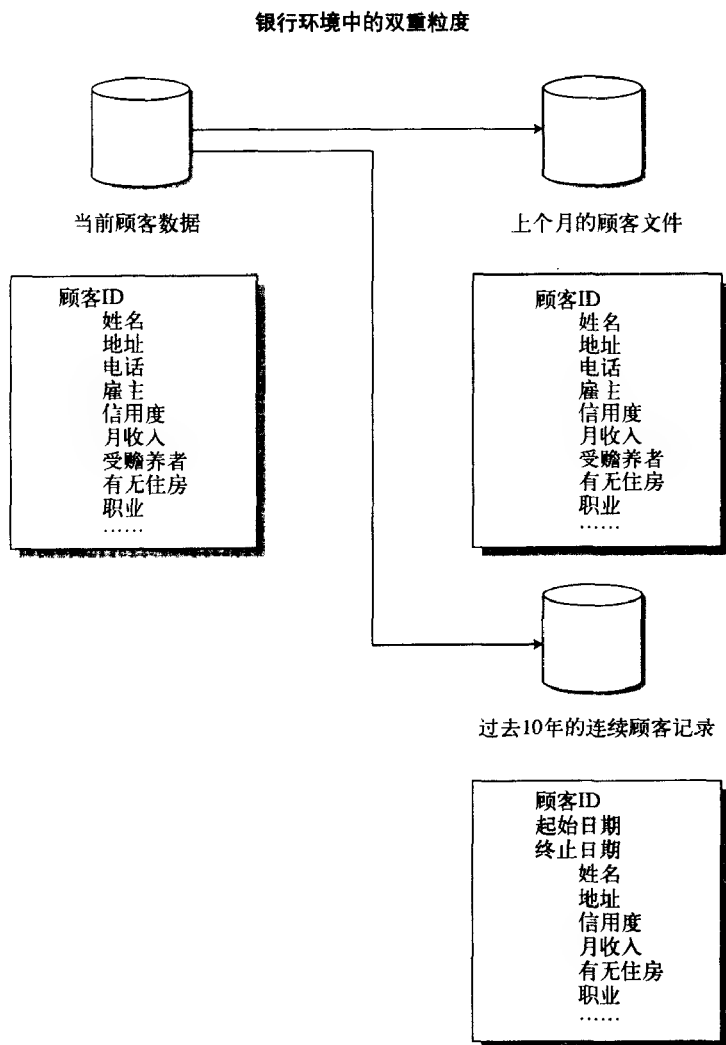 银行环境中的双重粒度
当前顾客数据
顾客ID
姓名
地址
电话
雇主
信用度
月收入
受赡养者
有无住房
职业
……
上个月的顾客文件
顾客ID
姓名
地址
电话
雇主
信用度
月收入
受赡养者
有无住房
职业
……
过去10年的连续顾客记录
顾客ID
起始日期
终止日期
姓名
地址
信用度
月收入
有无住房
职业
……